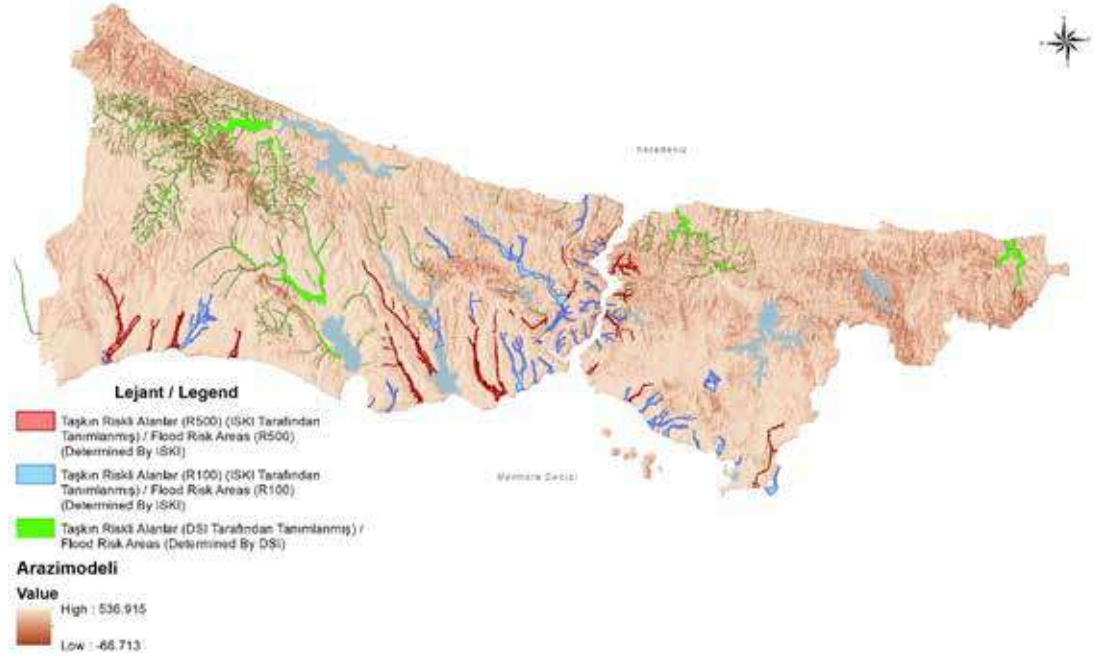 Karadeniz
Marmara Denizi
Lejant / Legend
Taşkın Riskli Alanlar (R500) (ISKI Tarafından
Tanımlanmış) / Flood Risk Areas (R500)
(Determined By ISKI)
Taşkın Riskli Alanlar (R100) (ISKI Tarafından
Tanımlanmış) / Flood Risk Areas (R100)
(Determined By ISKI)
Taşkın Riskli Alanlar (DSI Tarafından Tanımlanmış) /
Flood Risk Areas (Determined By DSI)
Arazimodeli
Value
High : 536.915
Low : -66.713